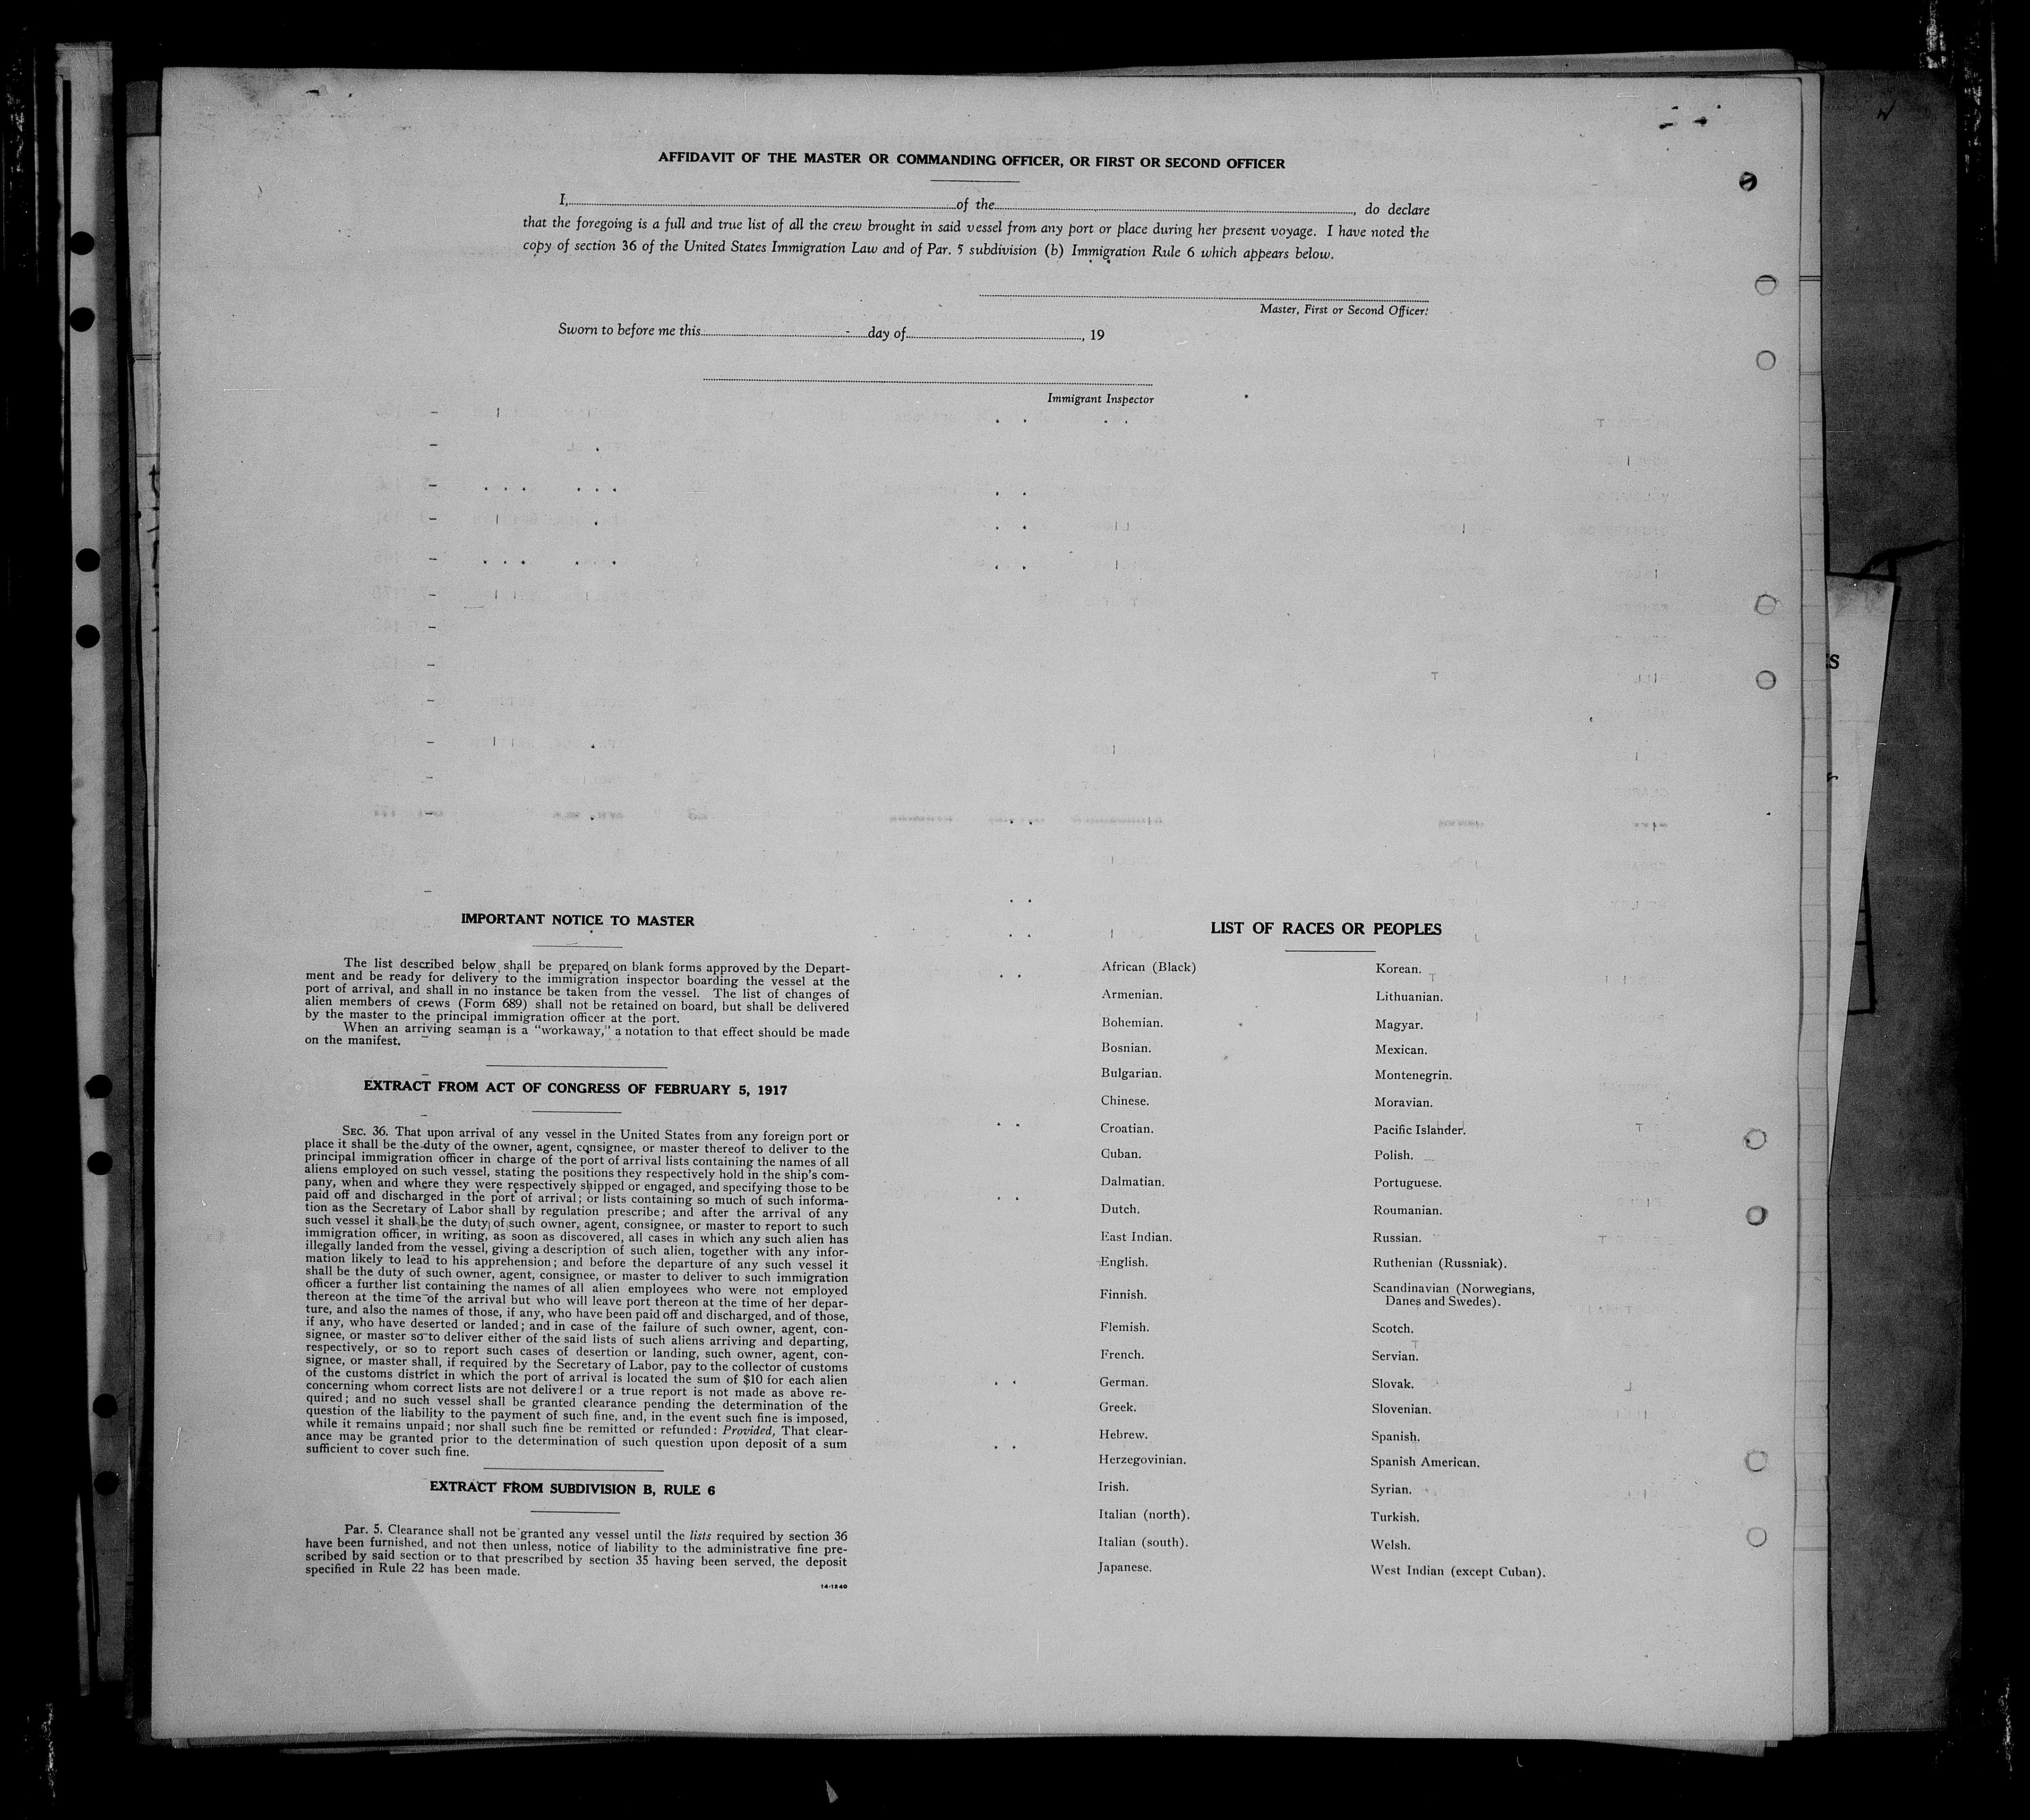 AFFIDAVIT OF THE MASTER OR COMMANDING OFFICER, OR FIRST OR SECOND OFFICER
I, of the , do declare
that the foregoing is a full and true list of all the crew brought in said vessel from any port or place during her present voyage. I have noted the
copy of section 36 of the United States Immigration Law and of Par. 5 subdivision (b) Immigration Rule 6 which appears below.
Master, First or Second Officer.
Sworn to before me this day of , 19
Immigrant Inspector
IMPORTANT NOTICE TO MASTER
The list described below shall be prepared on blank forms approved by the Depart-
ment and be ready for delivery to the immigration inspector boarding the vessel at the
port of arrival, and shall in no instance be taken from the vessel. The list of changes of
alien members of crews (Form 689) shall not be retained on board, but shall be delivered
by the master to the principal immigration officer at the port.
When an arriving seaman is a "workaway," a notation to that effect should be made
on the manifest.
EXTRACT FROM ACT OF CONGRESS OF FEBRUARY 5, 1917
SEC. 36. That upon arrival of any vessel in the United States from any foreign port or
place it shall be the duty of the owner, agent, consignee, or master thereof to deliver to the
principal immigration officer in charge of the port of arrival lists containing the names of all
aliens employed on such vessel, stating the positions they respectively hold in the ship's com-
pany, when and where they were respectively shipped or engaged, and specifying those to be
paid off and discharged in the port of arrival; or lists containing so much of such informa-
tion as the Secretary of Labor shall by regulation prescribe; and after the arrival of any
such vessel it shall be the duty of such owner, agent, consignee, or master to report to such
immigration officer, in writing, as soon as discovered, all cases in which any such alien has
illegally landed from the vessel, giving a description of such alien, together with any infor-
mation likely to lead to his apprehension; and before the departure of any such vessel it
shall be the duty of such owner, agent, consignee, or master to deliver to such immigration
officer a further list containing the names of all alien employees who were not employed
thereon at the time of the arrival but who will leave port thereon at the time of her depar-
ture, and also the names of those, if any, who have been paid off and discharged, and of those,
if any, who have deserted or landed; and in case of the failure of such owner, agent, con-
signee, or master so to deliver either of the said lists of such aliens arriving and departing,
respectively, or so to report such cases of desertion or landing, such owner, agent, con-
signee, or master shall, if required by the Secretary of Labor, pay to the collector of customs
of the customs district in which the port of arrival is located the sum of $10 for each alien
concerning whom correct lists are not delivered or a true report is not made as above re-
quired; and no such vessel shall be granted clearance pending the determination of the
question of the liability to the payment of such fine, and, in the event such fine is imposed,
while it remains unpaid; nor shall such fine be remitted or refunded: Provided, That clear-
ance may be granted prior to the determination of such question upon deposit of a sum
sufficient to cover such fine.
EXTRACT FROM SUBDIVISION B, RULE 6
Par. 5. Clearance shall not be granted any vessel until the lists required by section 36
have been furnished, and not then unless, notice of liability to the administrative fine pre-
scribed by said section or to that prescribed by section 35 having been served, the deposit
specified in Rule 22 has been made.
14-1240
LIST OF RACES OR PEOPLES
African (Black)
Armenian.
Bohemian.
Bosnian.
Bulgarian.
Chinese.
Croatian.
Cuban.
Dalmatian.
Dutch.
East Indian.
English.
Finnish.
Flemish.
French.
German.
Greek.
Hebrew.
Herzegovinian.
Irish.
Italian (north).
Italian (south).
Japanese.
Korean.
Lithuanian.
Magyar.
Mexican.
Montenegrin.
Moravian.
Pacific Islander.
Polish.
Portuguese.
Roumanian.
Russian.
Ruthenian (Russniak).
Scandinavian (Norwegians,
Danes and Swedes).
Scotch.
Servian.
Slovak.
Slovenian.
Spanish.
Spanish American.
Syrian.
Turkish.
Welsh.
West Indian (except Cuban).